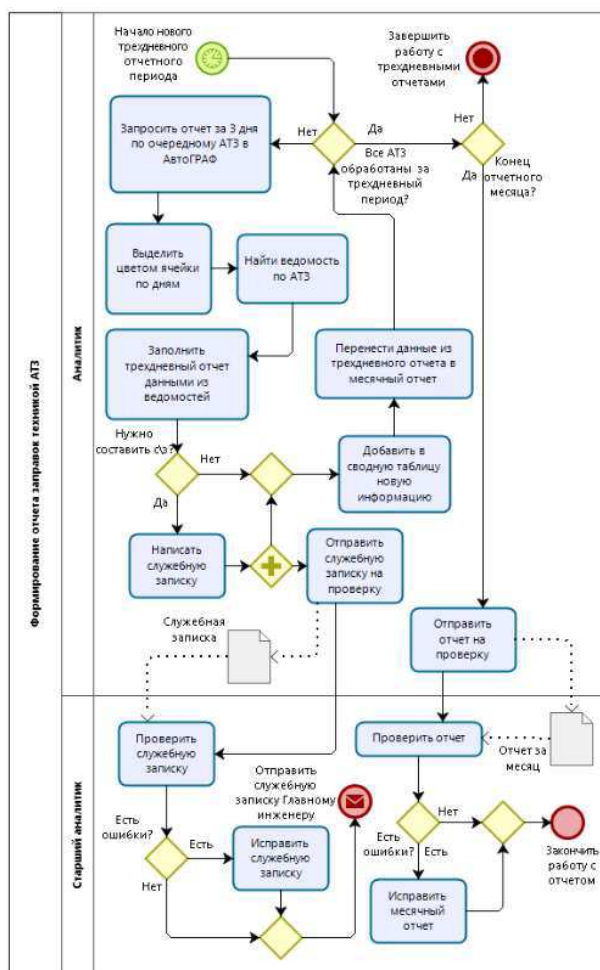 Формирование отчета заправок техникой АТЗ
Аналитик
Начало нового
трехдневного
отчетного
периода
Завершить
работу с
трехдневными
отчетами
Запросить отчет за 3 дня
по очередному АТЗ в
АвтоГРАФ
Нет
Да
Все АТЗ
обработаны за
трехдневный
период?
Нет
Да
Конец
отчетного
месяца?
Выделить
цветом ячейки
по дням
Найти ведомость
по АТЗ
Заполнить
трехдневный отчет
данными из
ведомостей
Перенести данные из
трехдневного отчета в
месячный отчет
Нужно
составить с\з?
Нет
Да
Добавить в
сводную таблицу
новую
информацию
Написать
служебную
записку
Отправить
служебную
записку на
проверку
Служебная
записка
Отправить
отчет на
проверку
Старший аналитик
Проверить
служебную
записку
Отправить
служебную
записку Главному
инженеру
Проверить отчет
Отчет за
месяц
Есть
ошибки?
Есть
Нет
Исправить
служебную
записку
Есть
ошибки?
Нет
Есть
Исправить
месячный
отчет
Закончить
работу с
отчетом